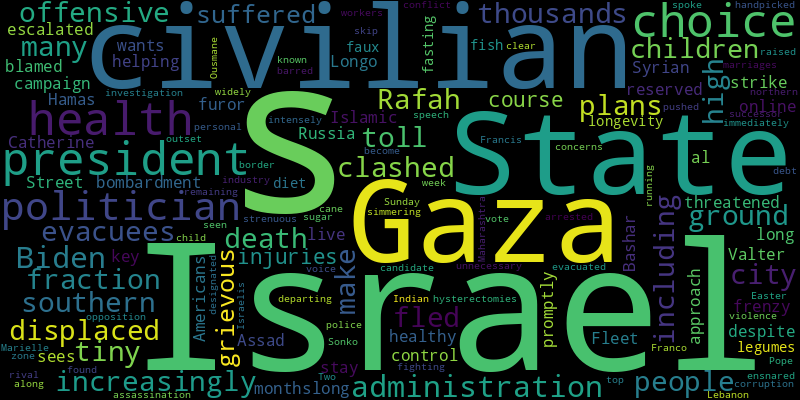 offensive
suffered
thousands
spoke
conflict
handpicked
choice
workers
escalated
many
wants
skip
faux
fish
clear
children
raised
blamed
helping
Ousmane
Longo
known
fasting
Syrian
high
marriages
campaign
civilian
barred
reserved
strike
northern
Hamas
investigation
widely
furor
Rafah
course
plans
online
pushed
health
personal
intensely
Islamic
speech
longevity
successor
Catherine
outset
Russia
toll
Francis
immediately
president
S
border
become
State
concerns
al
debt
Street
bombardment
industry
diet
clashed
week
running
politician
remaining
strenuous
cane
sugar
Sunday
simmering
Gaza
vote
arrested
threatened
evacuees
seen
child
death
live
Maharashtra
including
Bashar
ground
Biden
key
injuries
voice
candidate
unnecessary
evacuated
Valter
long
fraction
Americans
designated
grievous
make
promptly
approach
city
southern
opposition
Israelis
departing
Indian
hysterectomies
Easter
frenzy
displaced
Israel
police
fled
violence
Assad
Sonko
healthy
Fleet
despite
Marielle
sees
tiny
control
Franco
legumes
zone
found
stay
Two
fighting
Pope
rival
along
increasingly
monthslong
administration
top
people
ensnared
corruption
assassination
Lebanon